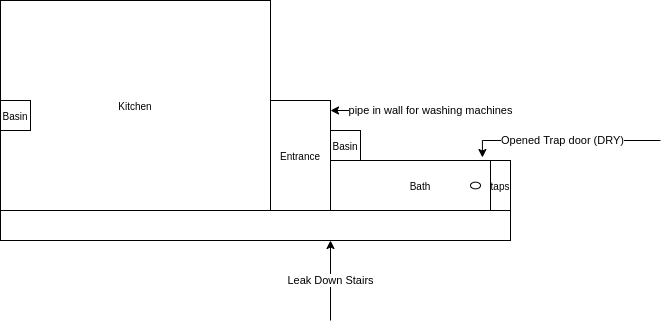 Kitchen
Basin
pipe in wall for washing machines
Opened Trap door (DRY)
Basin
Entrance
Bath
taps
Leak Down Stairs